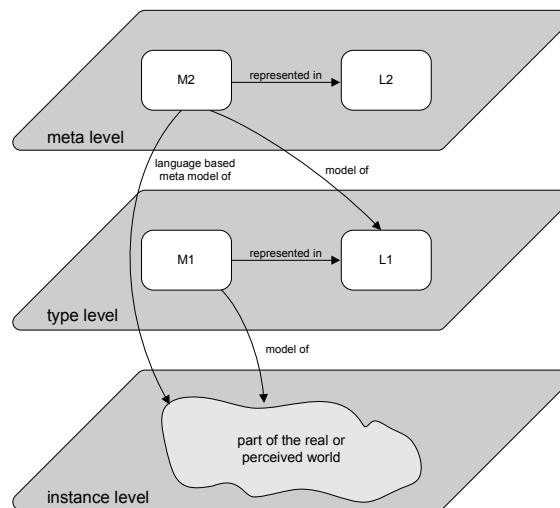 M2
represented in
L2
meta level
language based
meta model of
model of
M1
represented in
L1
type level
model of
part of the real or
perceived world
instance level